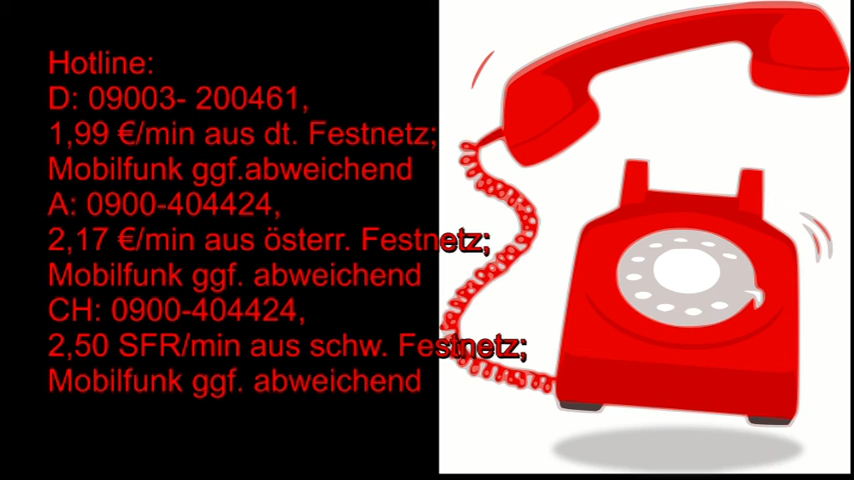 Hotline:
D: 09003- 200461,
1,99 €/min aus dt. Festnetz;
Mobilfunk ggf.abweichend
A: 0900-404424,
2,17 €/min aus österr. Festnetz;
Mobilfunk ggf. abweichend
CH: 0900-404424,
2,50 SFR/min aus schw. Festnetz;
Mobilfunk ggf. abweichend